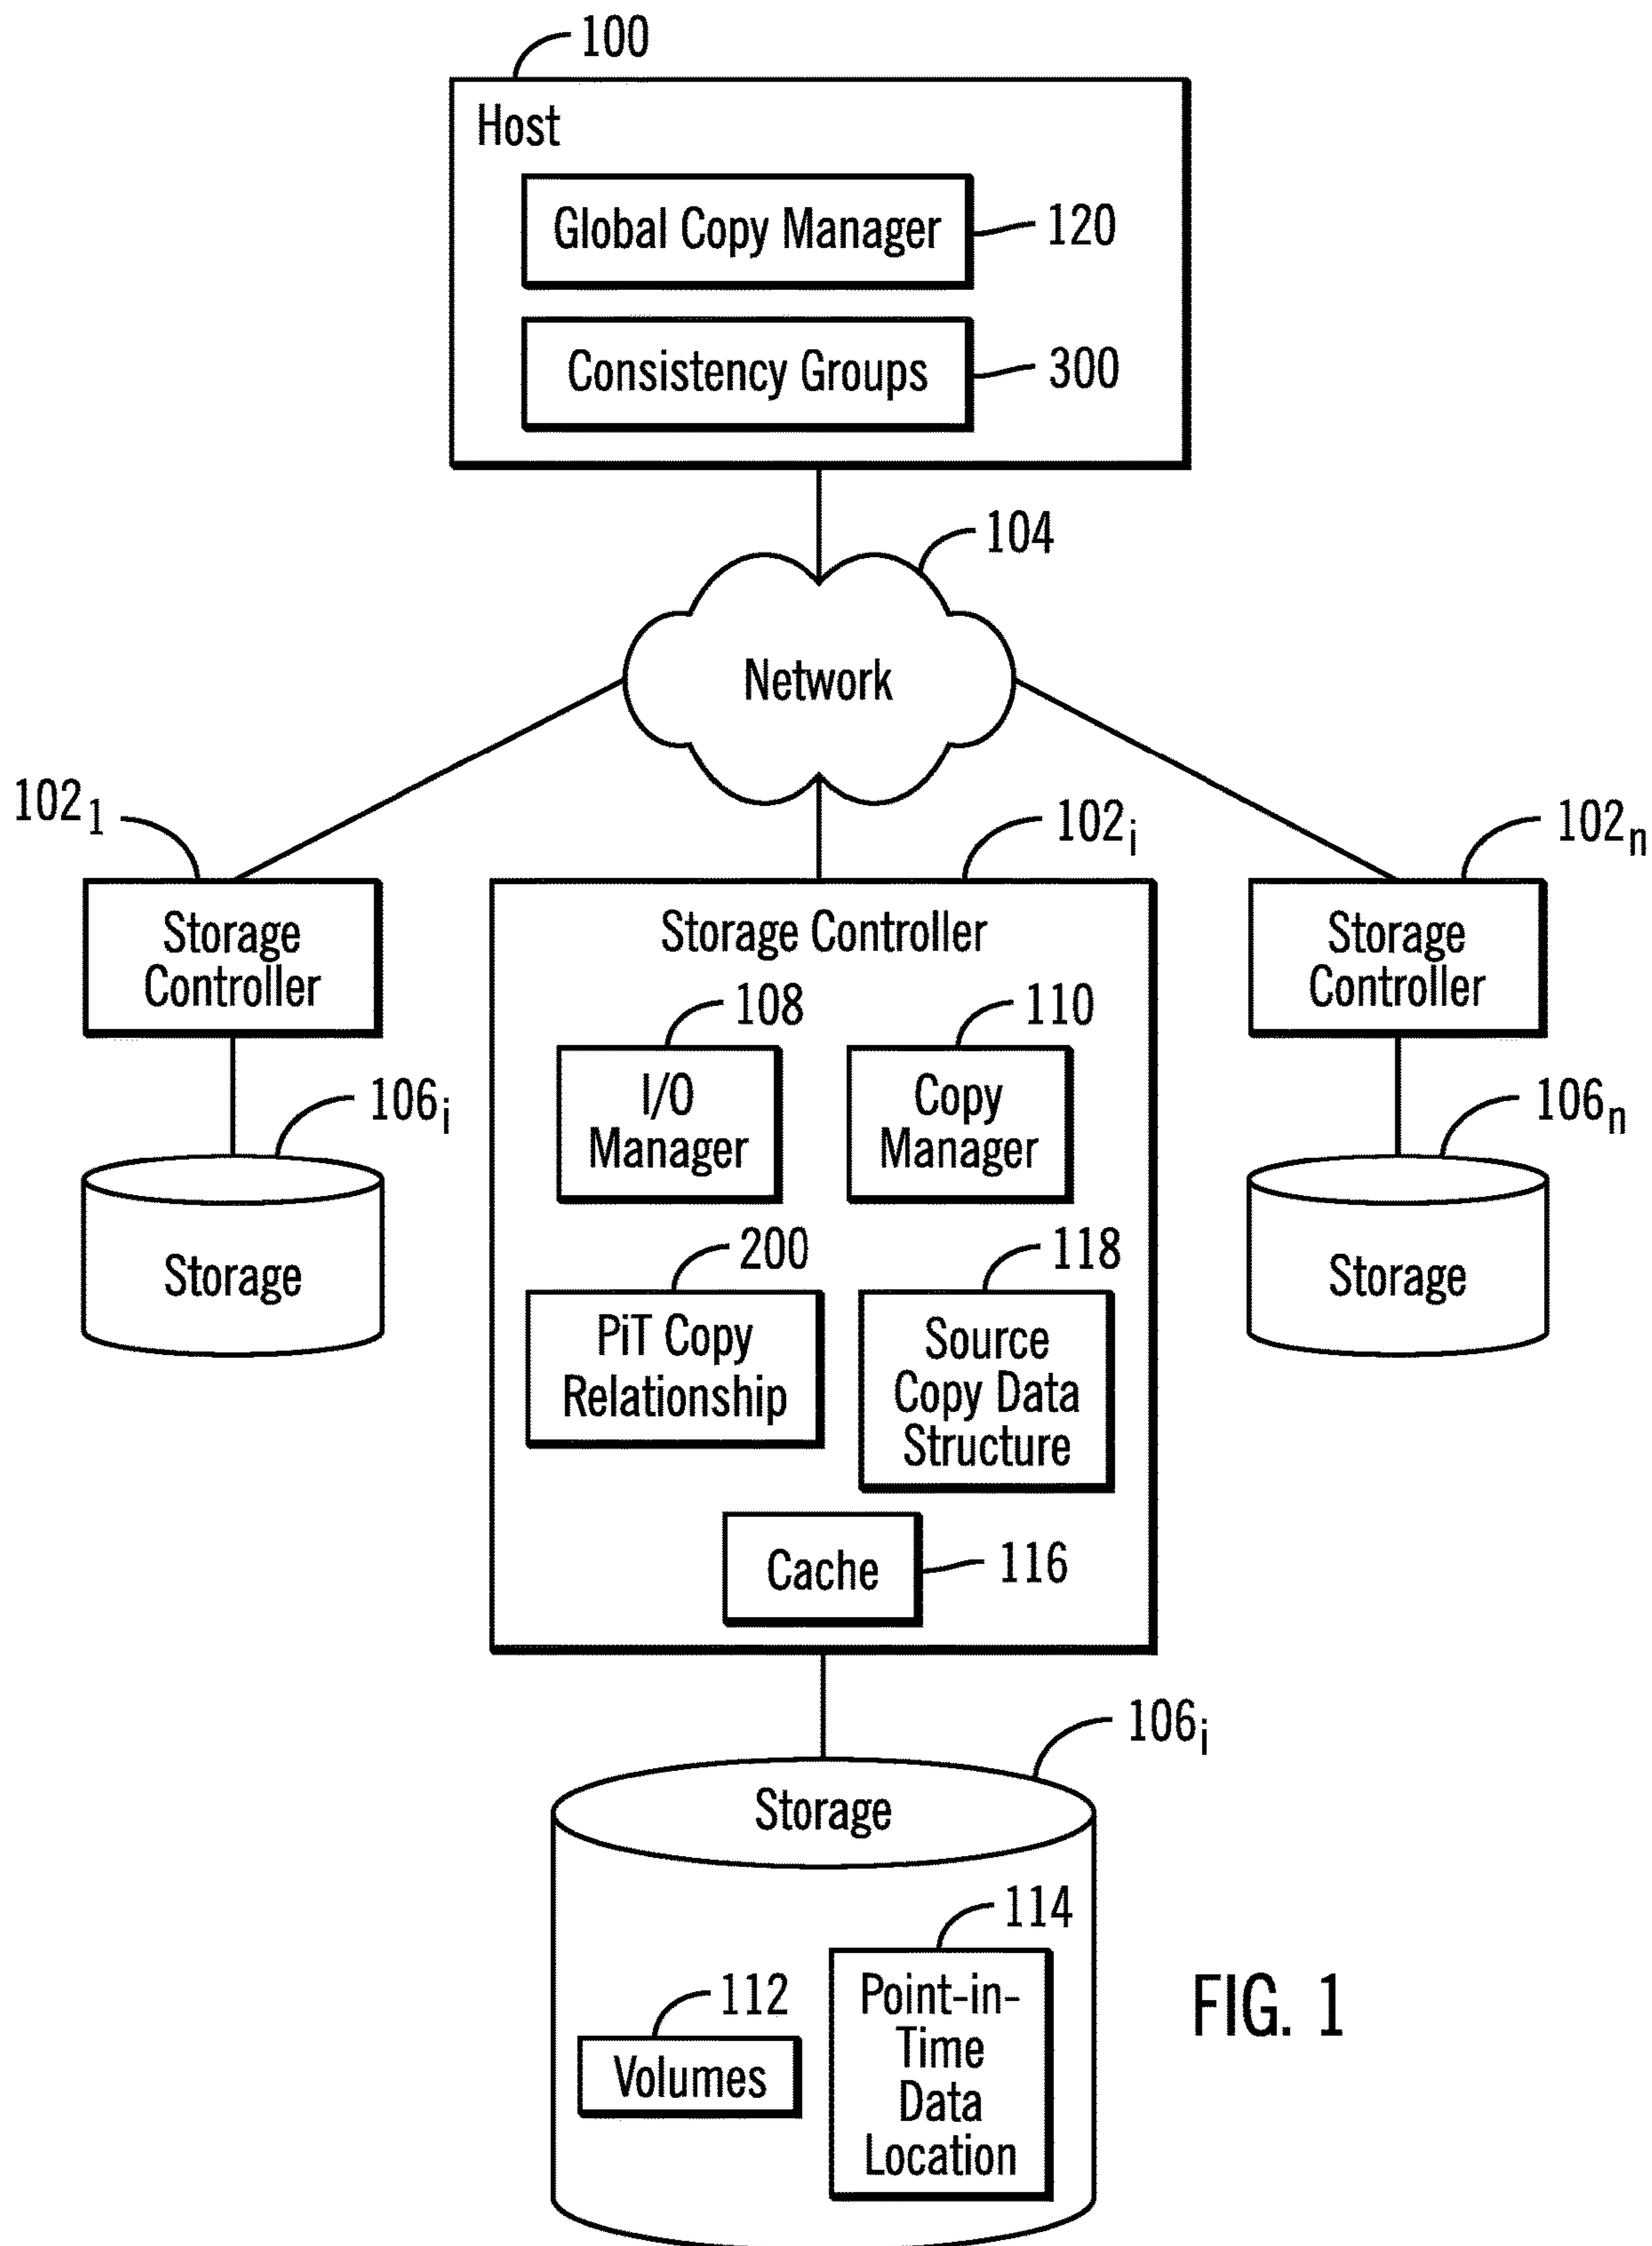 100
Host
Global Copy Manager
120
Consistency Groups
300
104
Network
102₁
102ᵢ
102ₙ
Storage
Controller
Storage Controller
Storage
Controller
108
110
I/O
Manager
Copy
Manager
106ᵢ
106ₙ
Storage
Storage
200
118
PiT Copy
Relationship
Source
Copy Data
Structure
Cache
116
106ᵢ
Storage
114
112
Volumes
Point-in-
Time
Data
Location
FIG. 1